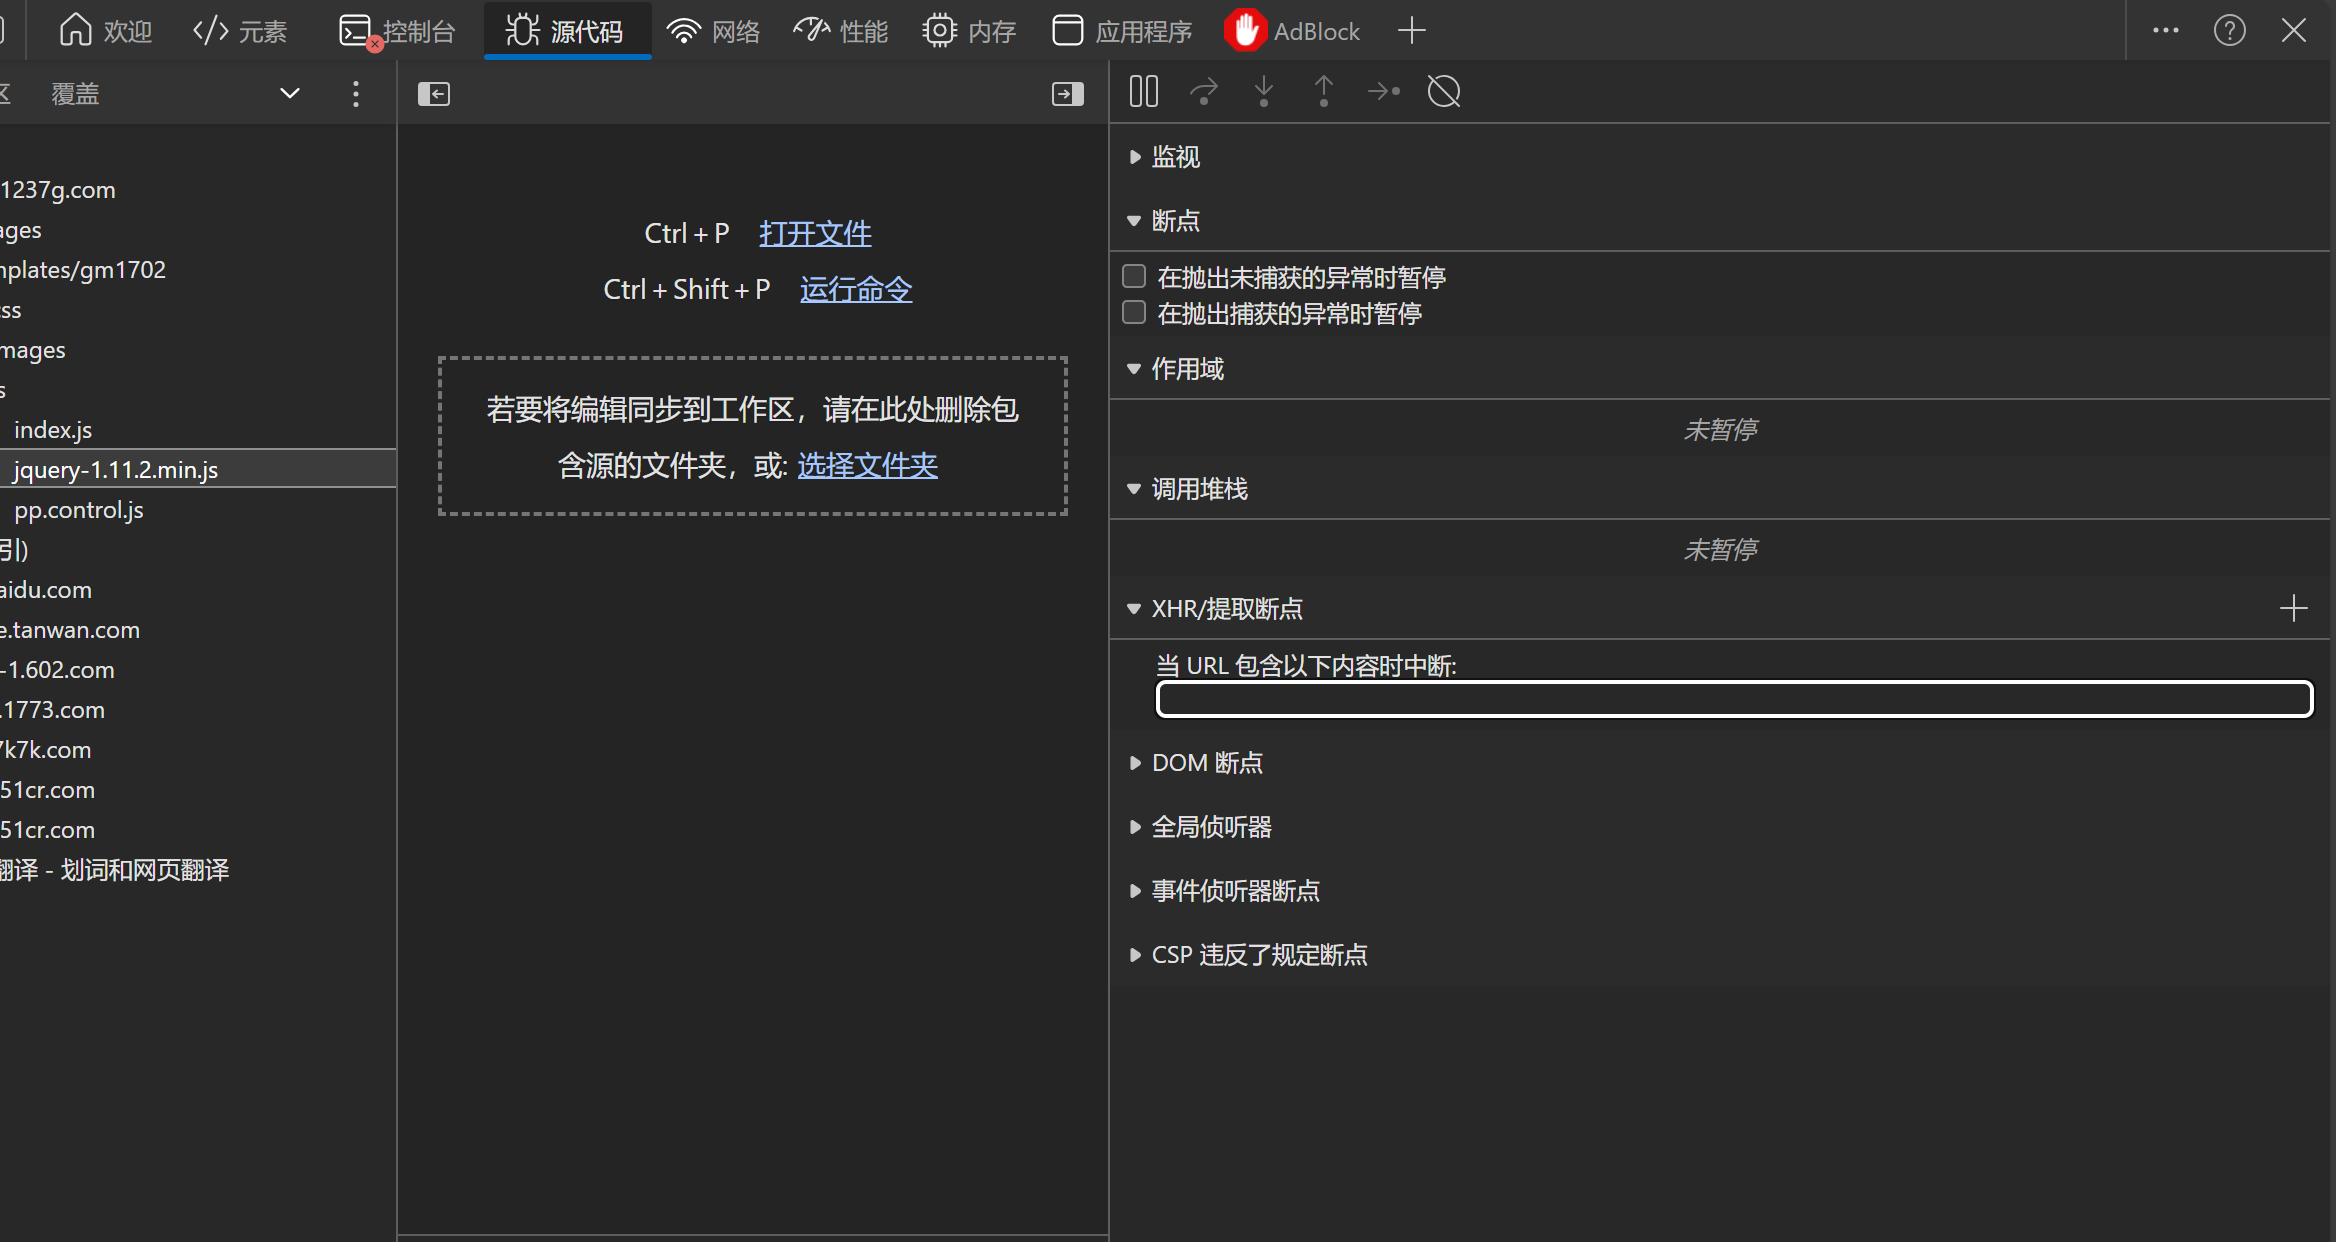 欢迎
元素
控制台
源代码
网络
性能
内存
应用程序
AdBlock
区
覆盖
1237g.com
ages
nplates/gm1702
ss
mages
s
index.js
jquery-1.11.2.min.js
pp.control.js
引)
aidu.com
e.tanwan.com
-1.602.com
.1773.com
7k7k.com
51cr.com
51cr.com
翻译 - 划词和网页翻译
Ctrl + P 打开文件
Ctrl + Shift + P 运行命令
若要将编辑同步到工作区，请在此处删除包
含源的文件夹，或: 选择文件夹
监视
断点
在抛出未捕获的异常时暂停
在抛出捕获的异常时暂停
作用域
未暂停
调用堆栈
未暂停
XHR/提取断点
当 URL 包含以下内容时中断:
DOM 断点
全局侦听器
事件侦听器断点
CSP 违反了规定断点